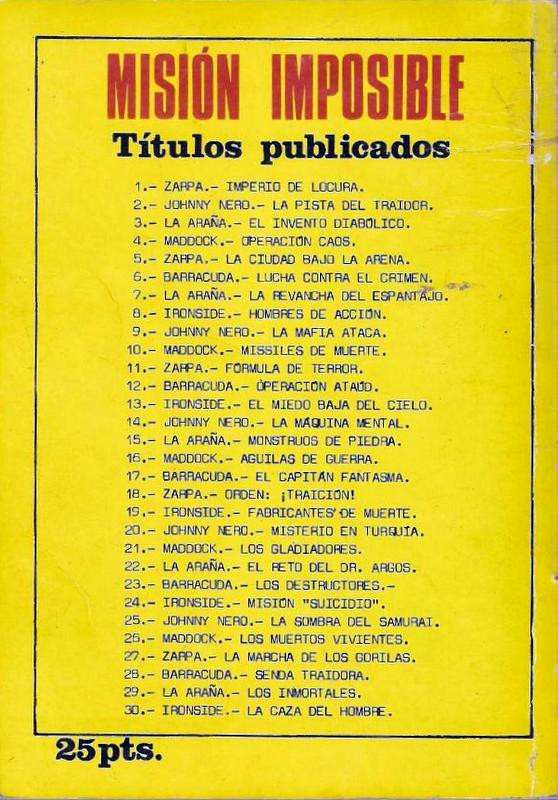 MISIÓN IMPOSIBLE
Títulos publicados
1.- ZARPA.- IMPERIO DE LOCURA.
2.- JOHNNY NERO.- LA PISTA DEL TRAIDOR.
3.- LA ARAÑA.- EL INVENTO DIABÓLICO.
4.- MADDOCK.- OPERACIÓN CAOS.
5.- ZARPA.- LA CIUDAD BAJO LA ARENA.
6.- BARRACUDA.- LUCHA CONTRA EL CRIMEN.
7.- LA ARAÑA.- LA REVANCHA DEL ESPANTAJO.
8.- IRONSIDE.- HOMBRES DE ACCIÓN.
9.- JOHNNY NERO.- LA MAFIA ATACA.
10.- MADDOCK.- MISSILES DE MUERTE.
11.- ZARPA.- FÓRMULA DE TERROR.
12.- BARRACUDA.- OPERACIÓN ATAÚD.
13.- IRONSIDE.- EL MIEDO BAJA DEL CIELO.
14.- JOHNNY NERO.- LA MÁQUINA MENTAL.
15.- LA ARAÑA.- MONSTRUOS DE PIEDRA.
16.- MADDOCK.- AGUILAS DE GUERRA.
17.- BARRACUDA.- EL CAPITÁN FANTASMA.
18.- ZARPA.- ORDEN: ¡TRAICIÓN!
19.- IRONSIDE.- FABRICANTES DE MUERTE.
20.- JOHNNY NERO.- MISTERIO EN TURQUÍA.
21.- MADDOCK.- LOS GLADIADORES.
22.- LA ARAÑA.- EL RETO DEL DR. ARGOS.
23.- BARRACUDA.- LOS DESTRUCTORES.-
24.- IRONSIDE.- MISIÓN "SUICIDIO".
25.- JOHNNY NERO.- LA SOMBRA DEL SAMURAI.
26.- MADDOCK.- LOS MUERTOS VIVIENTES.
27.- ZARPA.- LA MARCHA DE LOS GORILAS.
28.- BARRACUDA.- SENDA TRAIDORA.
29.- LA ARAÑA.- LOS INMORTALES.
30.- IRONSIDE.- LA CAZA DEL HOMBRE.
25 pts.